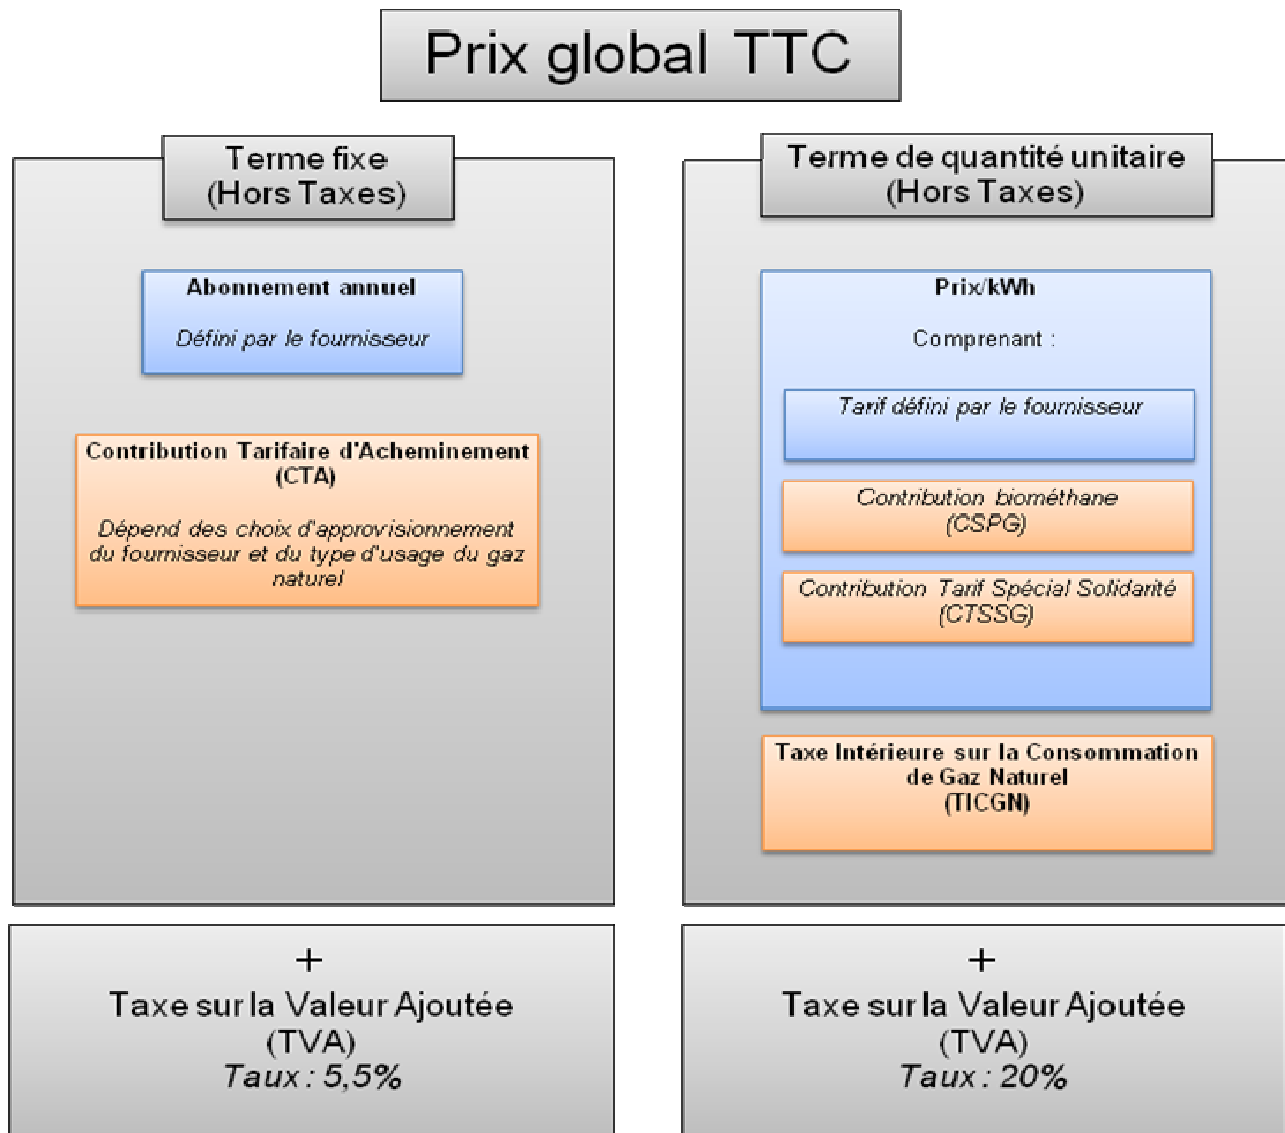 Prix global TTC
Terme fixe
(Hors Taxes)
Abonnement annuel
Défini par le fournisseur
Contribution Tarifaire d'Acheminement
(CTA)
Dépend des choix d'approvisionnement
du fournisseur et du type d'usage du gaz
naturel
+
Taxe sur la Valeur Ajoutée
(TVA)
Taux : 5,5%
Terme de quantité unitaire
(Hors Taxes)
Prix/kWh
Comprenant :
Tarif défini par le fournisseur
Contribution biométhane
(CSPG)
Contribution Tarif Spécial Solidarité
(CTSSG)
Taxe Intérieure sur la Consommation
de Gaz Naturel
(TICGN)
+
Taxe sur la Valeur Ajoutée
(TVA)
Taux : 20%